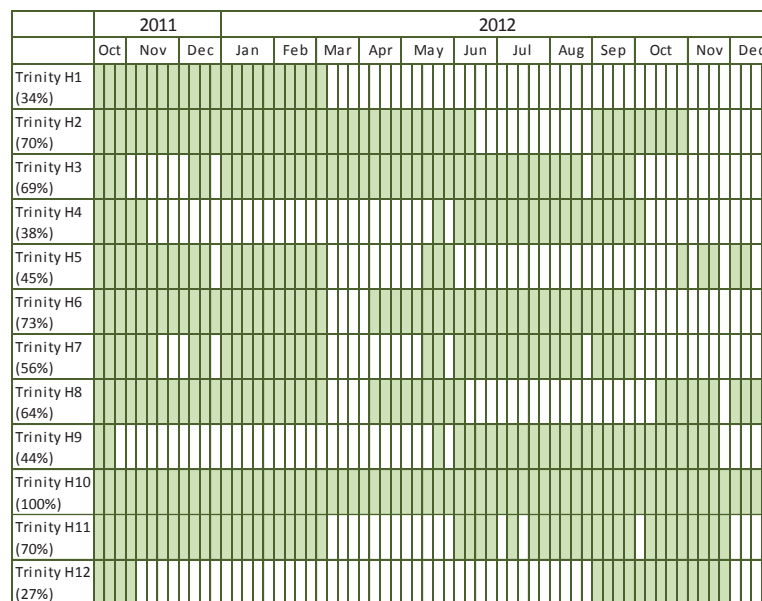 2011 2012
Oct Nov Dec Jan Feb Mar Apr May Jun Jul Aug Sep Oct Nov Dec
Trinity H1
(34%)
Trinity H2
(70%)
Trinity H3
(69%)
Trinity H4
(38%)
Trinity H5
(45%)
Trinity H6
(73%)
Trinity H7
(56%)
Trinity H8
(64%)
Trinity H9
(44%)
Trinity H10
(100%)
Trinity H11
(70%)
Trinity H12
(27%)